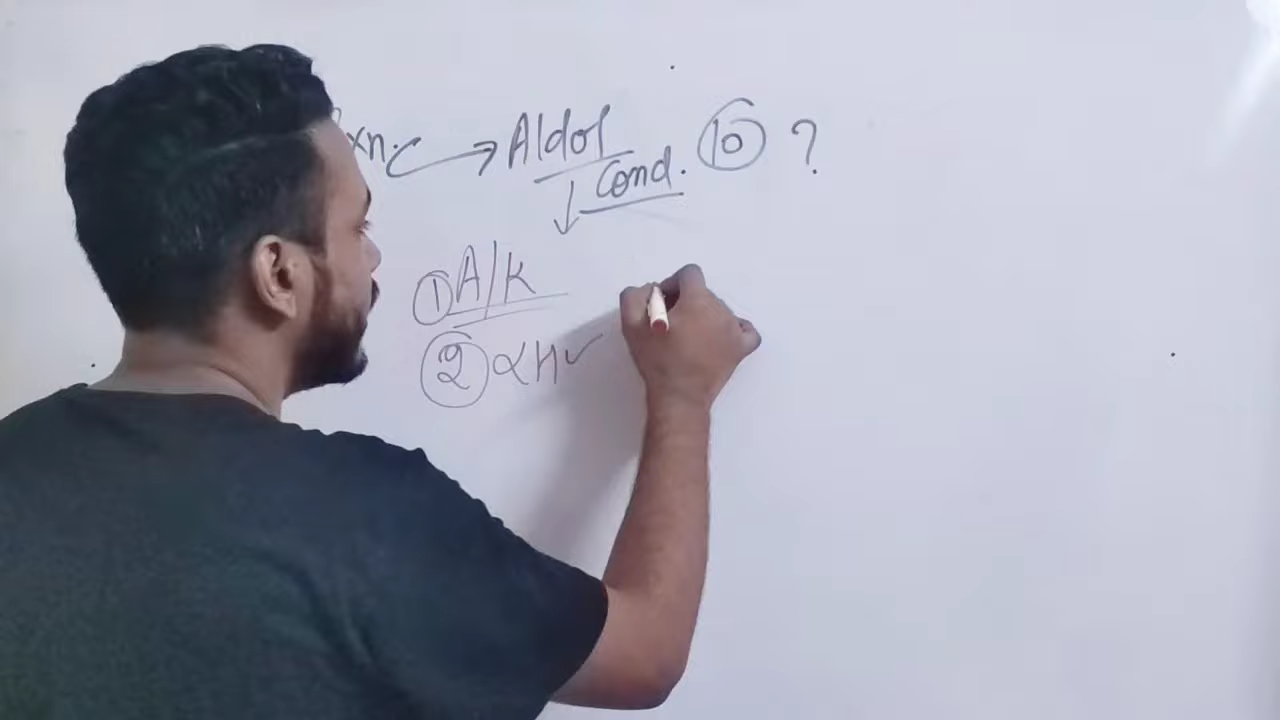 xn. → Aldol Cond. 10 ?
↓
① A/K
② αH ✓